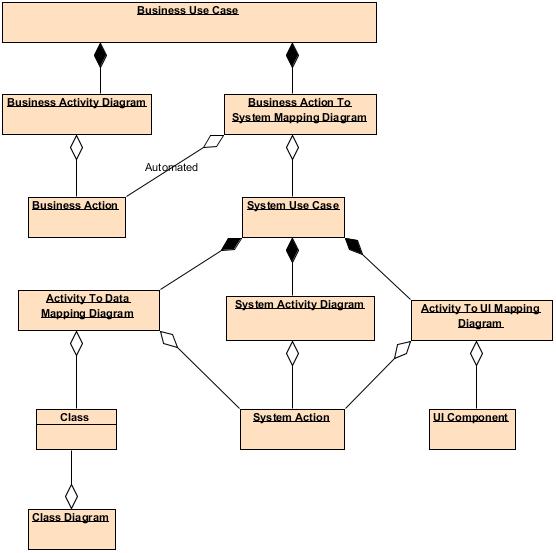 Business Use Case
Business Activity Diagram
Business Action To
System Mapping Diagram
Automated
Business Action
System Use Case
Activity To Data
Mapping Diagram
System Activity Diagram
Activity To UI Mapping
Diagram
Class
System Action
UI Component
Class Diagram